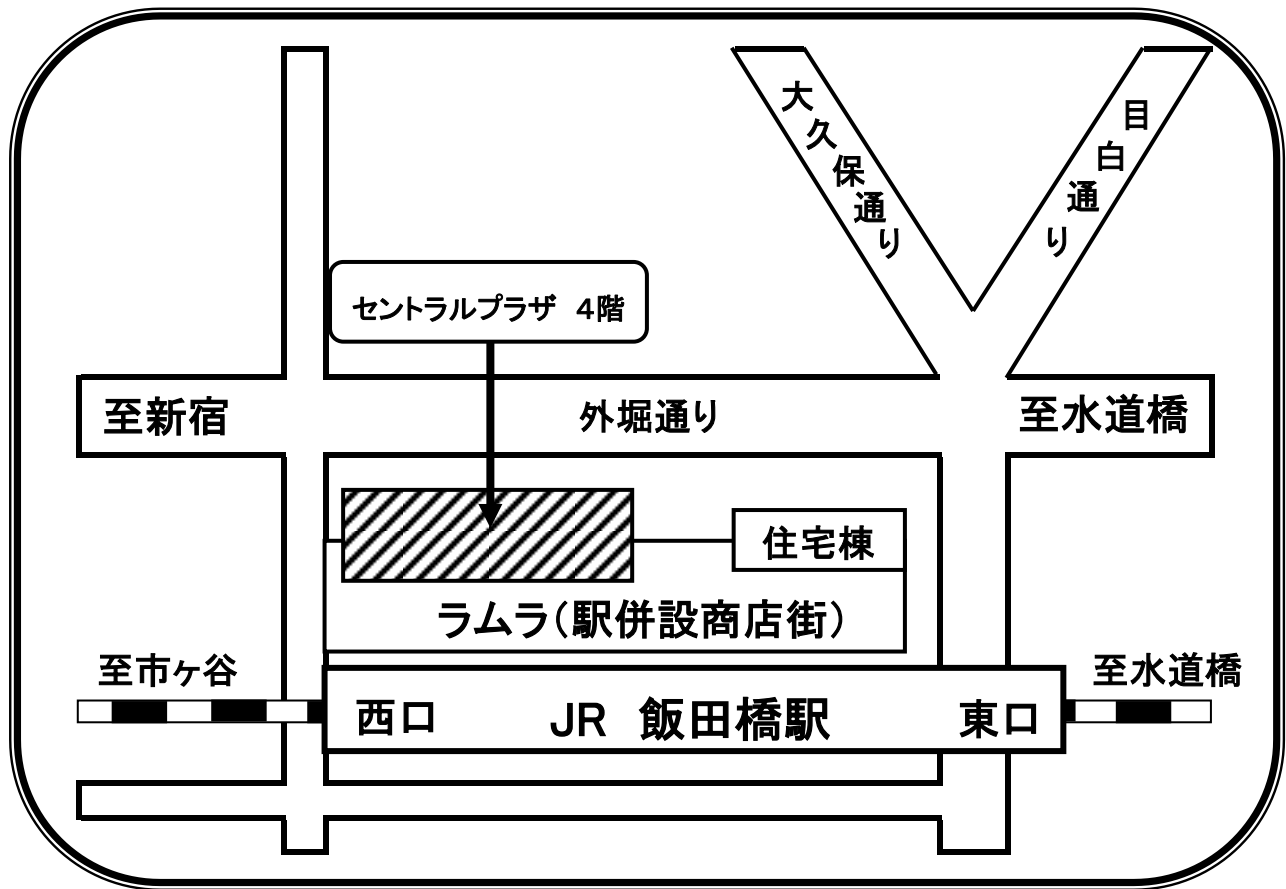 大久保通り
目白通り
セントラルプラザ 4階
至新宿
外堀通り
至水道橋
住宅棟
ラムラ(駅併設商店街)
至市ヶ谷
至水道橋
西口
JR 飯田橋駅
東口